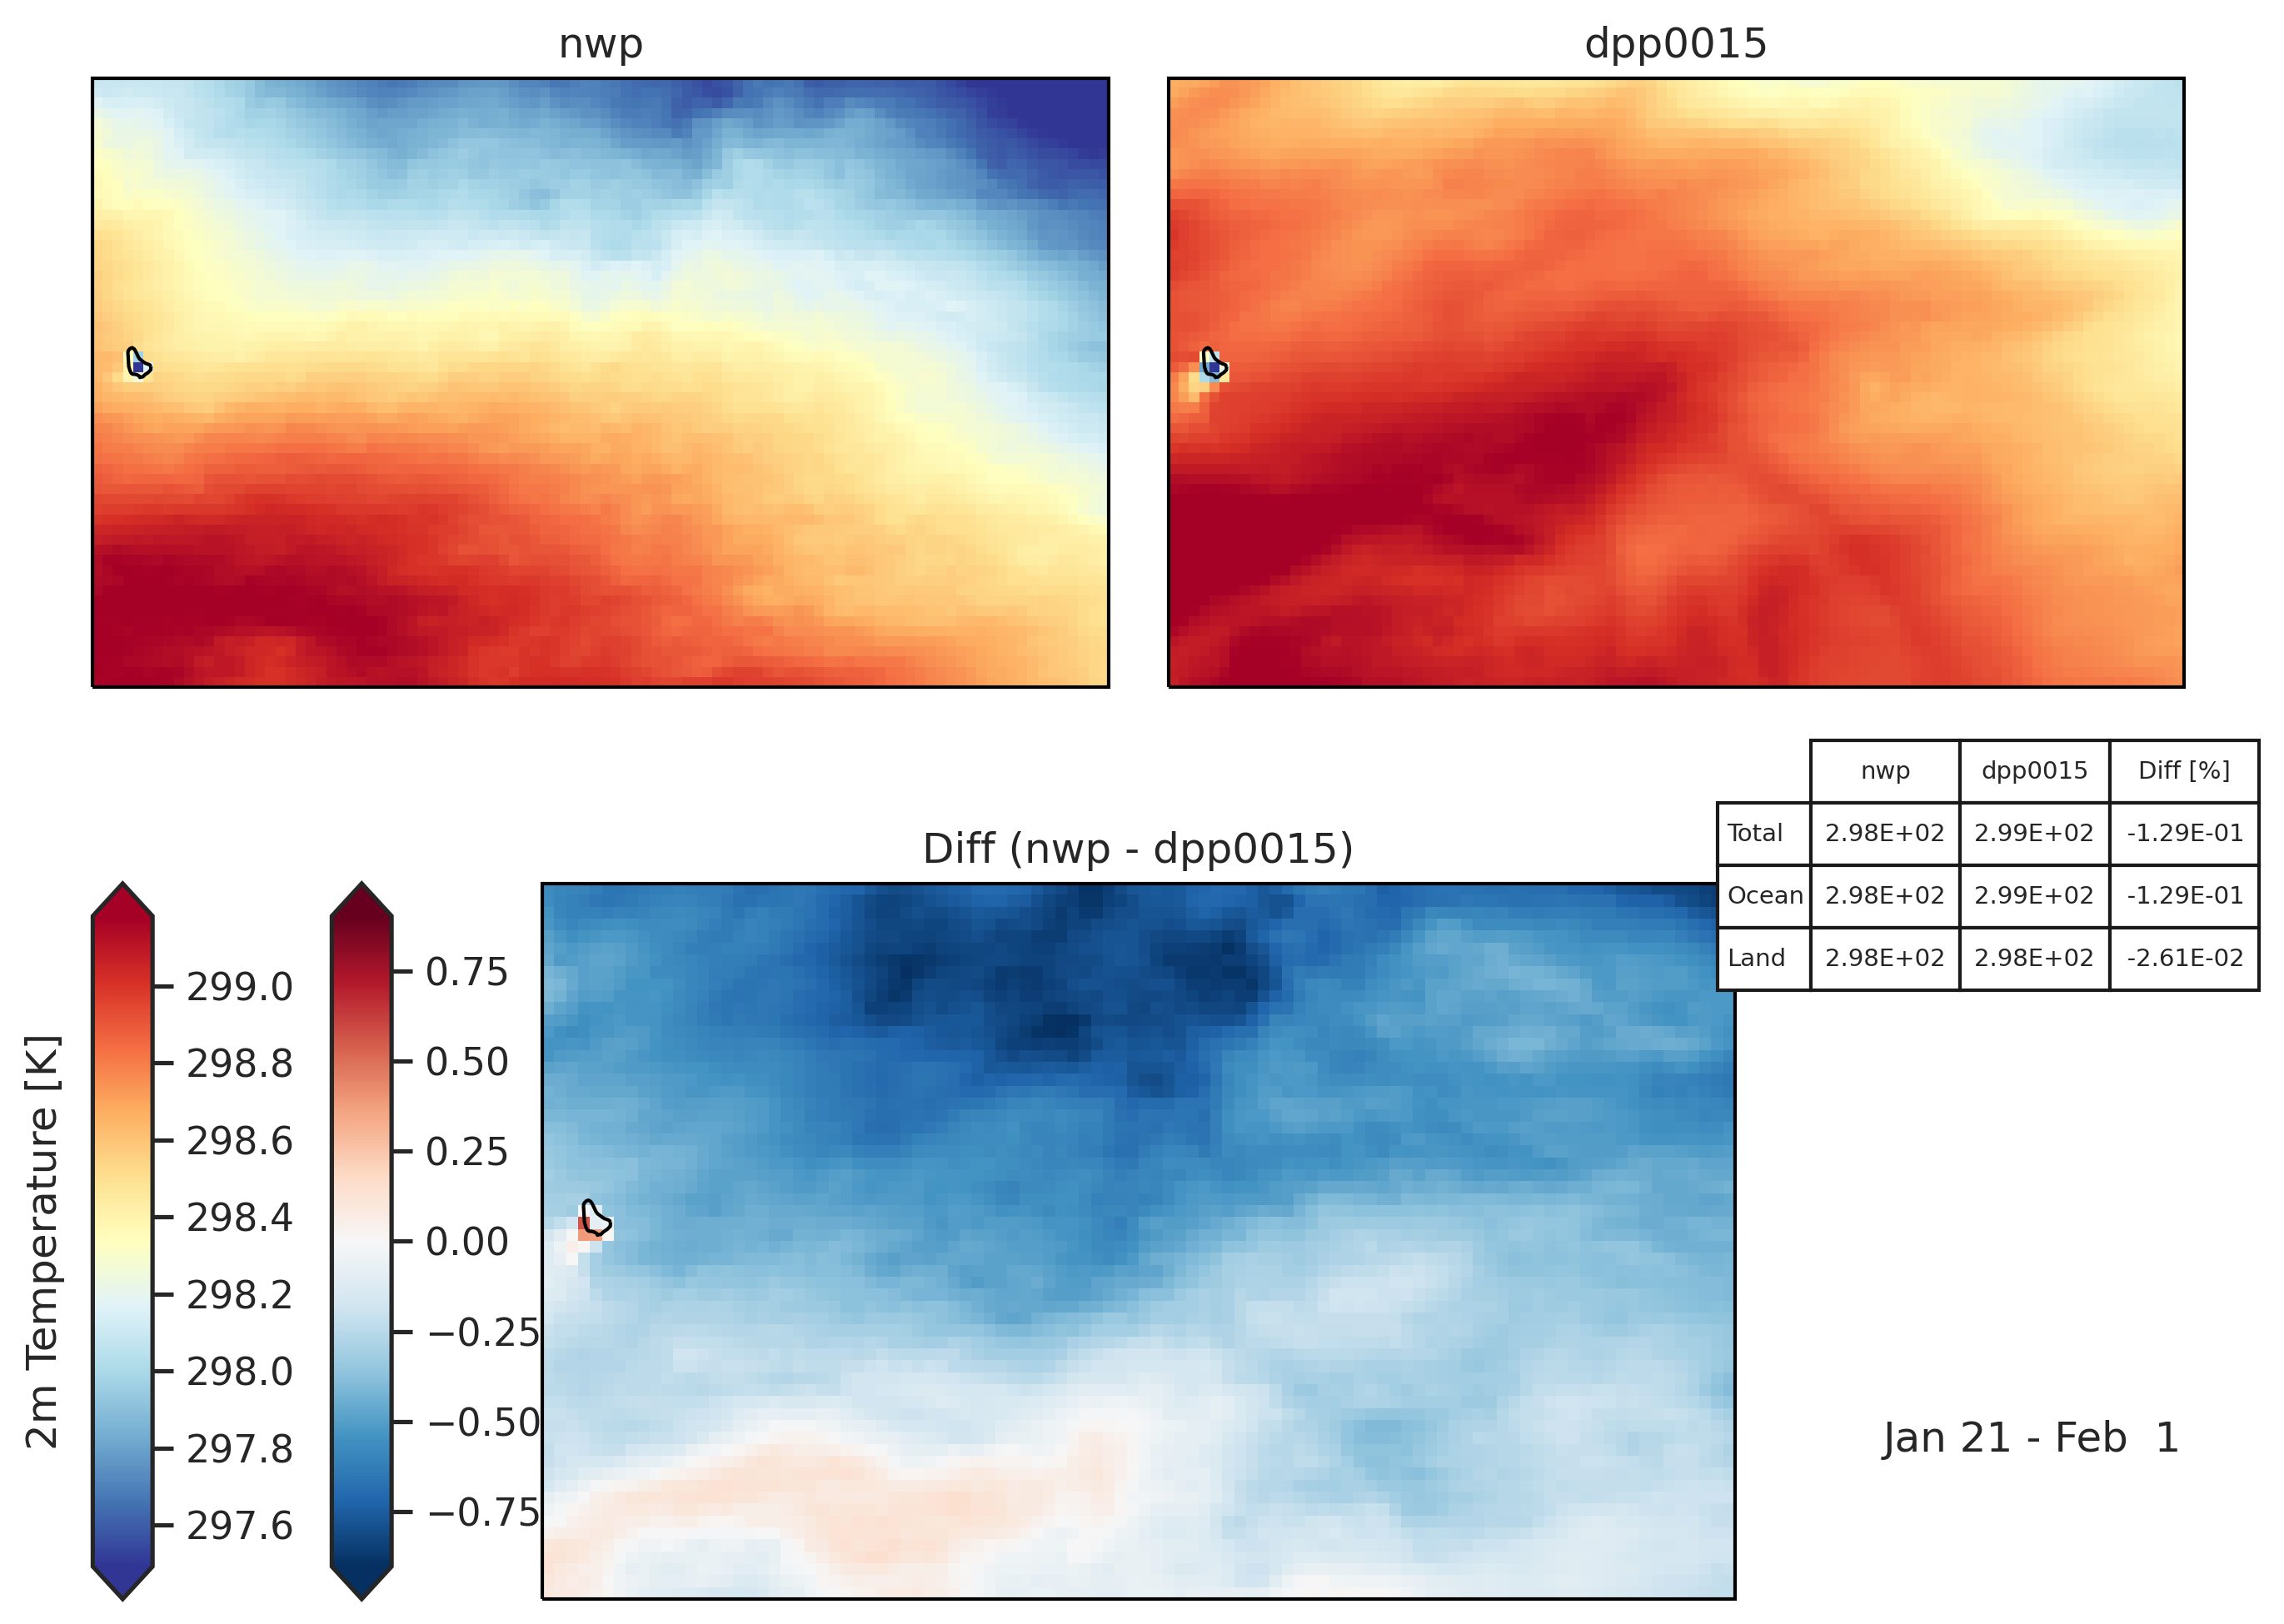 nwp
dpp0015
nwp dpp0015 Diff [%]
Total 2.98E+02 2.99E+02 -1.29E-01
Ocean 2.98E+02 2.99E+02 -1.29E-01
Land 2.98E+02 2.98E+02 -2.61E-02
Diff (nwp - dpp0015)
2m Temperature [K]
299.0
298.8
298.6
298.4
298.2
298.0
297.8
297.6
0.75
0.50
0.25
0.00
−0.25
−0.50
−0.75
Jan 21 - Feb  1